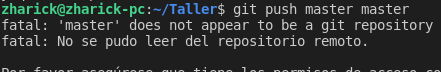 zharick@zharick-pc:~/Taller$ git push master master
fatal: 'master' does not appear to be a git repository
fatal: No se pudo leer del repositorio remoto.